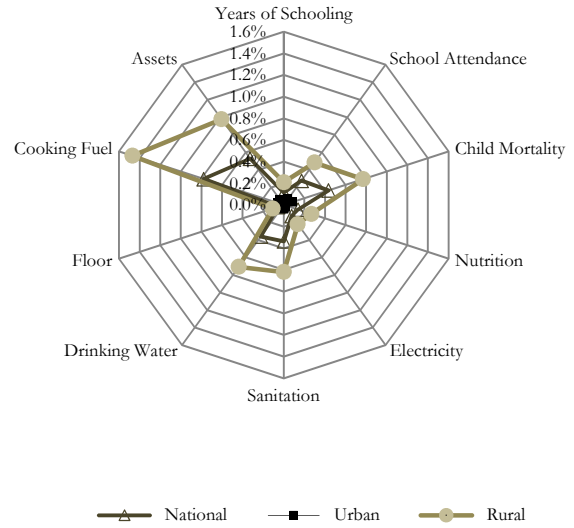 Years of Schooling
1.6%
1.4%
1.2%
1.0%
0.8%
0.6%
0.4%
0.2%
0.0%
Assets
School Attendance
Cooking Fuel
Child Mortality
Floor
Nutrition
Drinking Water
Electricity
Sanitation
National
Urban
Rural